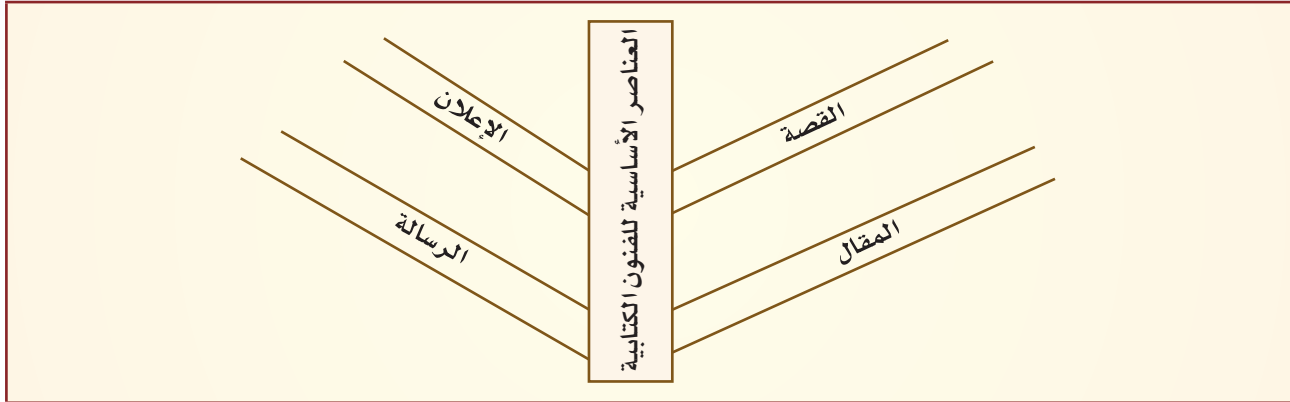 العناصر الأساسية للفنون الكتابية
القصة
الإعلان
المقال
الرسالة